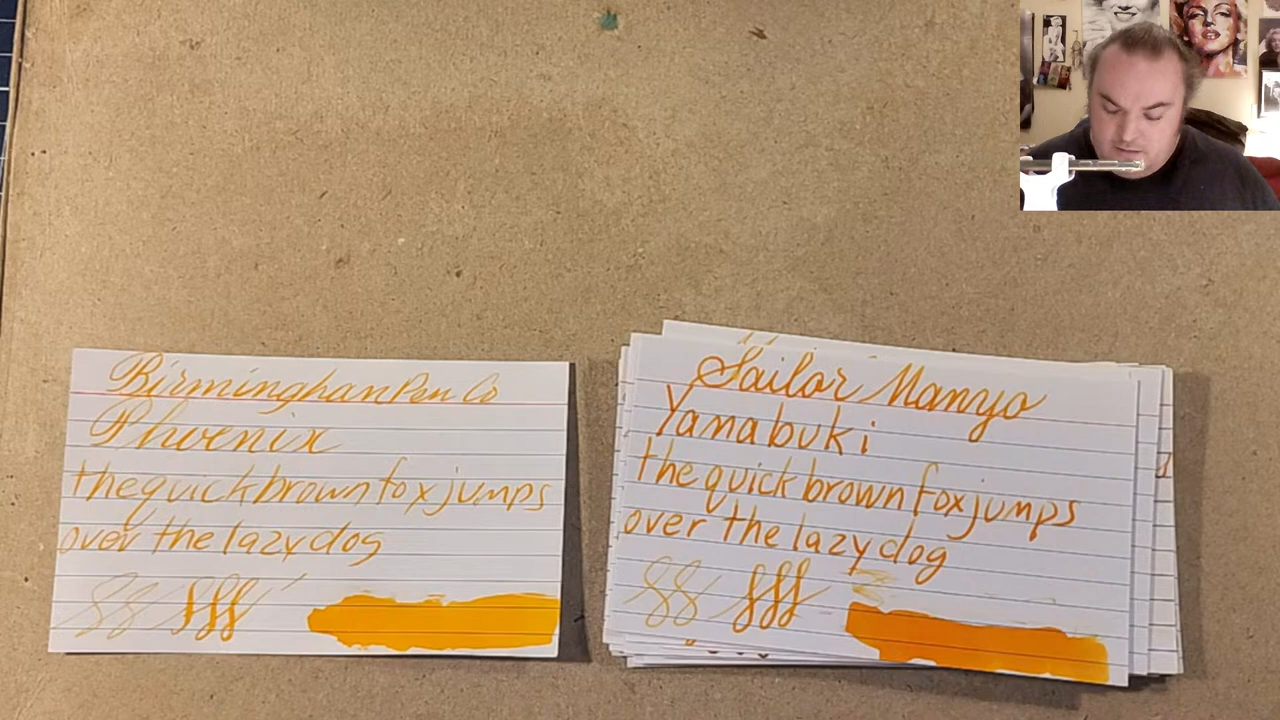 Birminghan Pen Co
Phoenix
the quick brown fox jumps
over the lazy dog
Sailor Manyo
Yamabuki
the quick brown fox jumps
over the lazy dog